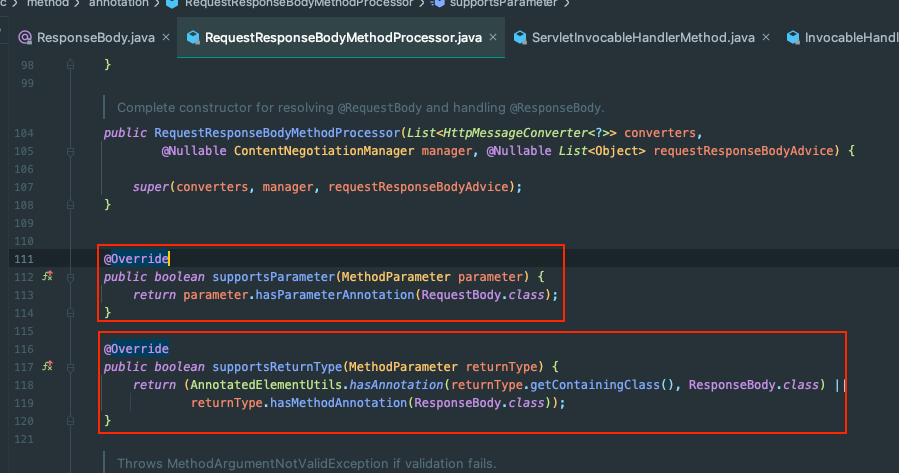 c > method > annotation > RequestResponseBodyMethodProcessor > supportsParameter >
ResponseBody.java × RequestResponseBodyMethodProcessor.java × ServletInvocableHandlerMethod.java × InvocableHandl
98 }
99
Complete constructor for resolving @RequestBody and handling @ResponseBody.
104 public RequestResponseBodyMethodProcessor(List<HttpMessageConverter<?>> converters,
105 @Nullable ContentNegotiationManager manager, @Nullable List<Object> requestResponseBodyAdvice) {
106
107 super(converters, manager, requestResponseBodyAdvice);
108 }
109
110
111 @Override
112 public boolean supportsParameter(MethodParameter parameter) {
113 return parameter.hasParameterAnnotation(RequestBody.class);
114 }
115
116 @Override
117 public boolean supportsReturnType(MethodParameter returnType) {
118 return (AnnotatedElementUtils.hasAnnotation(returnType.getContainingClass(), ResponseBody.class) ||
119 returnType.hasMethodAnnotation(ResponseBody.class));
120 }
121
Throws MethodArgumentNotValidException if validation fails.